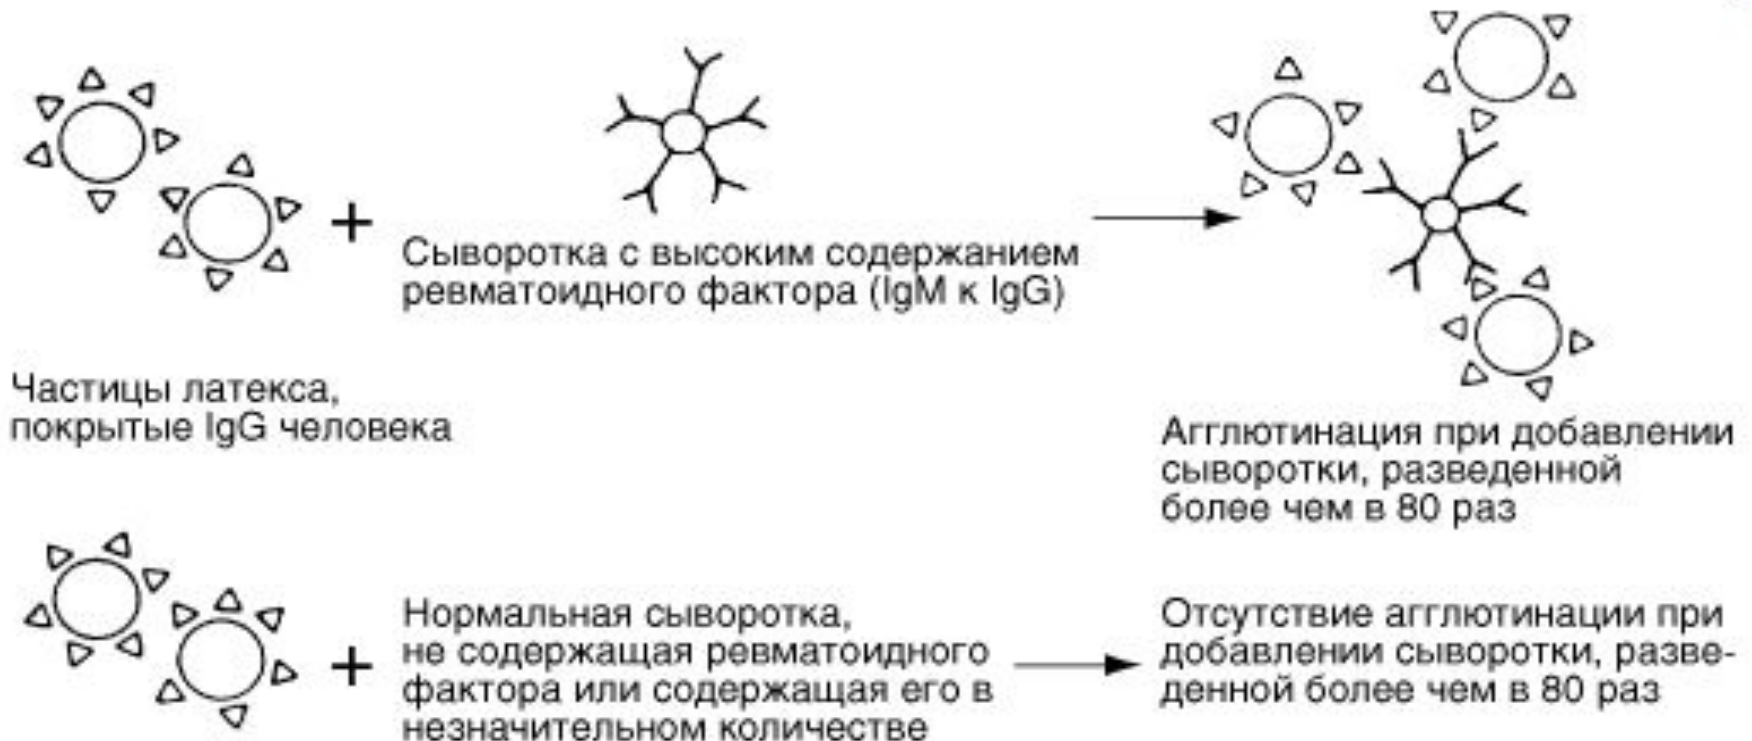 +
Сыворотка с высоким содержанием
ревматоидного фактора (IgM к IgG)
Частицы латекса,
покрытые IgG человека
Агглютинация при добавлении
сыворотки, разведенной
более чем в 80 раз
+
Нормальная сыворотка,
не содержащая ревматоидного
фактора или содержащая его в
незначительном количестве
Отсутствие агглютинации при
добавлении сыворотки, разве-
денной более чем в 80 раз